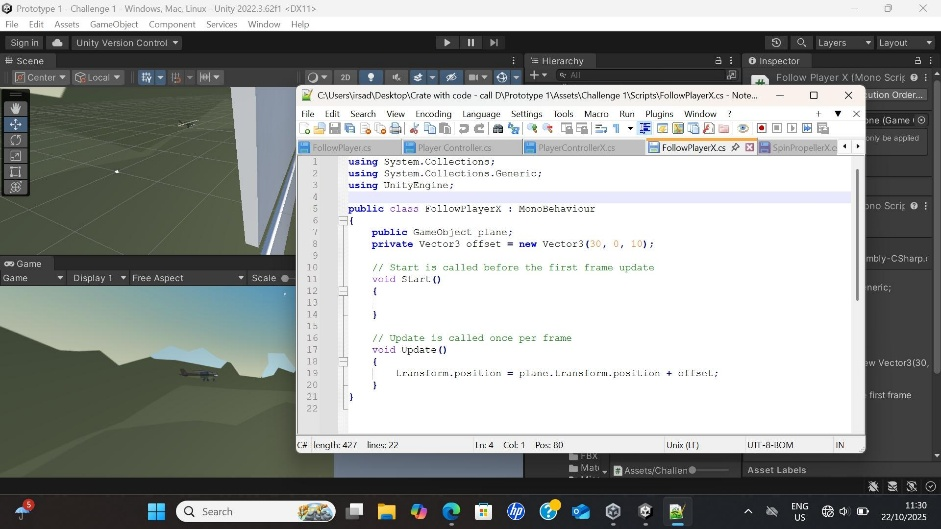 Prototype 1 - Challenge 1 - Windows, Mac, Linux - Unity 2022.3.62f1 <DX11>
File Edit Assets GameObject Component Services Window Help
Sign in Unity Version Control Layers Layout
Scene Hierarchy Inspector
Center Local 2D All Follow Player X (Mono Scrip
C:\Users\irsad\Desktop\Crate with code - call D\Prototype 1\Assets\Challenge 1\Scripts\FollowPlayerX.cs - Note...
ution Order...
File Edit Search View Encoding Language Settings Tools Macro Run Plugins Window ?
ne (Game
only be applied
FollowPlayer.cs Player Controller.cs PlayerControllerX.cs FollowPlayerX.cs SpinPropellerX.c
1 using System.Collections;
2 using System.Collections.Generic;
3 using UnityEngine;
4
5 public class FollowPlayerX : MonoBehaviour
6 {
7 public GameObject plane;
8 private Vector3 offset = new Vector3(30, 0, 10);
9
10 // Start is called before the first frame update
11 void Start()
12 {
13
14 }
15
16 // Update is called once per frame
17 void Update()
18 {
19 transform.position = plane.transform.position + offset;
20 }
21 }
22
ono Scrip
mbly-CSharp.
neric;
ew Vector3(30,
first frame
Game
Game Display 1 Free Aspect Scale
C# length: 427 lines: 22 Ln: 4 Col: 1 Pos: 80 Unix (LF) UTF-8-BOM IN
FBX
Mat
Assets/Challen
Asset Labels
5
Search
ENG
US
11:30
22/10/2025